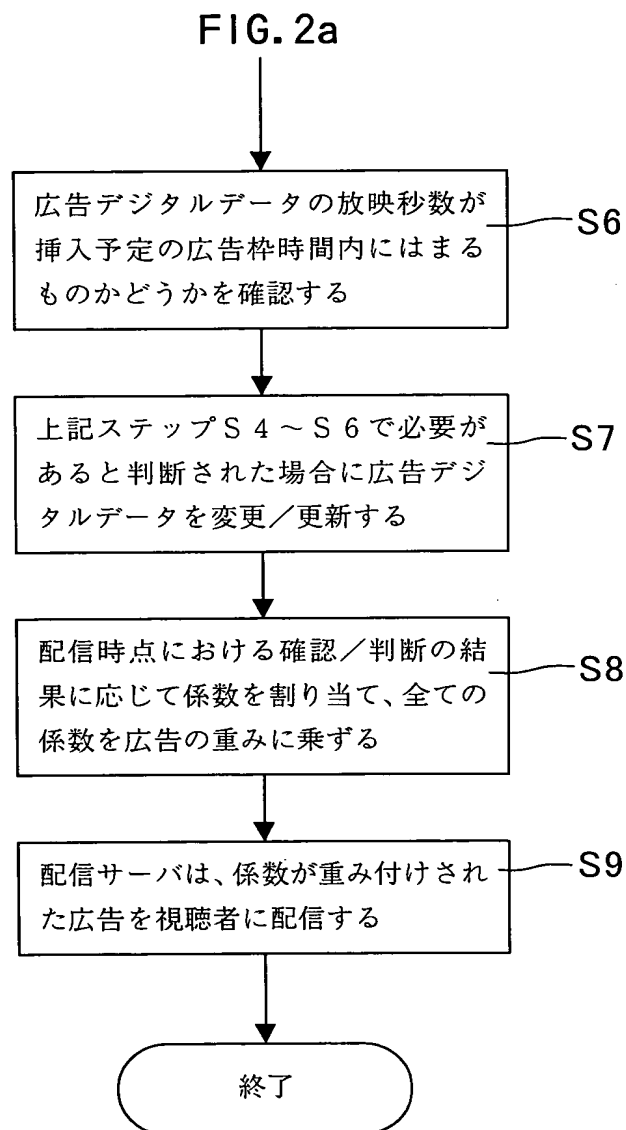 FIG.2a
広告デジタルデータの放映秒数が
挿入予定の広告枠時間内にはまる
ものかどうかを確認する
S6
上記ステップS4～S6で必要が
あると判断された場合に広告デジ
タルデータを変更／更新する
S7
配信時点における確認／判断の結
果に応じて係数を割り当て、全ての
係数を広告の重みに乗ずる
S8
配信サーバは、係数が重み付けされ
た広告を視聴者に配信する
S9
終了